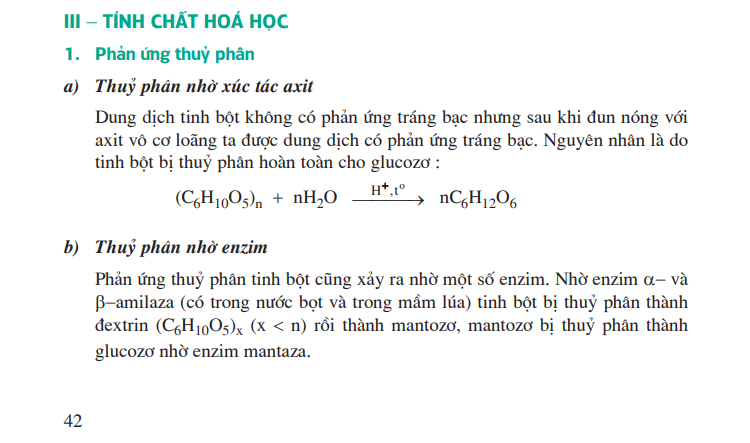 III – TÍNH CHẤT HOÁ HỌC
1. Phản ứng thuỷ phân
a) Thuỷ phân nhờ xúc tác axit
Dung dịch tinh bột không có phản ứng tráng bạc nhưng sau khi đun nóng với
axit vô cơ loãng ta được dung dịch có phản ứng tráng bạc. Nguyên nhân là do
tinh bột bị thuỷ phân hoàn toàn cho glucozơ :
(C₆H₁₀O₅)ₙ + nH₂O —H⁺,tᵒ→ nC₆H₁₂O₆
b) Thuỷ phân nhờ enzim
Phản ứng thuỷ phân tinh bột cũng xảy ra nhờ một số enzim. Nhờ enzim α– và
β–amilaza (có trong nước bọt và trong mầm lúa) tinh bột bị thuỷ phân thành
đextrin (C₆H₁₀O₅)ₓ (x < n) rồi thành mantozơ, mantozơ bị thuỷ phân thành
glucozơ nhờ enzim mantaza.
42